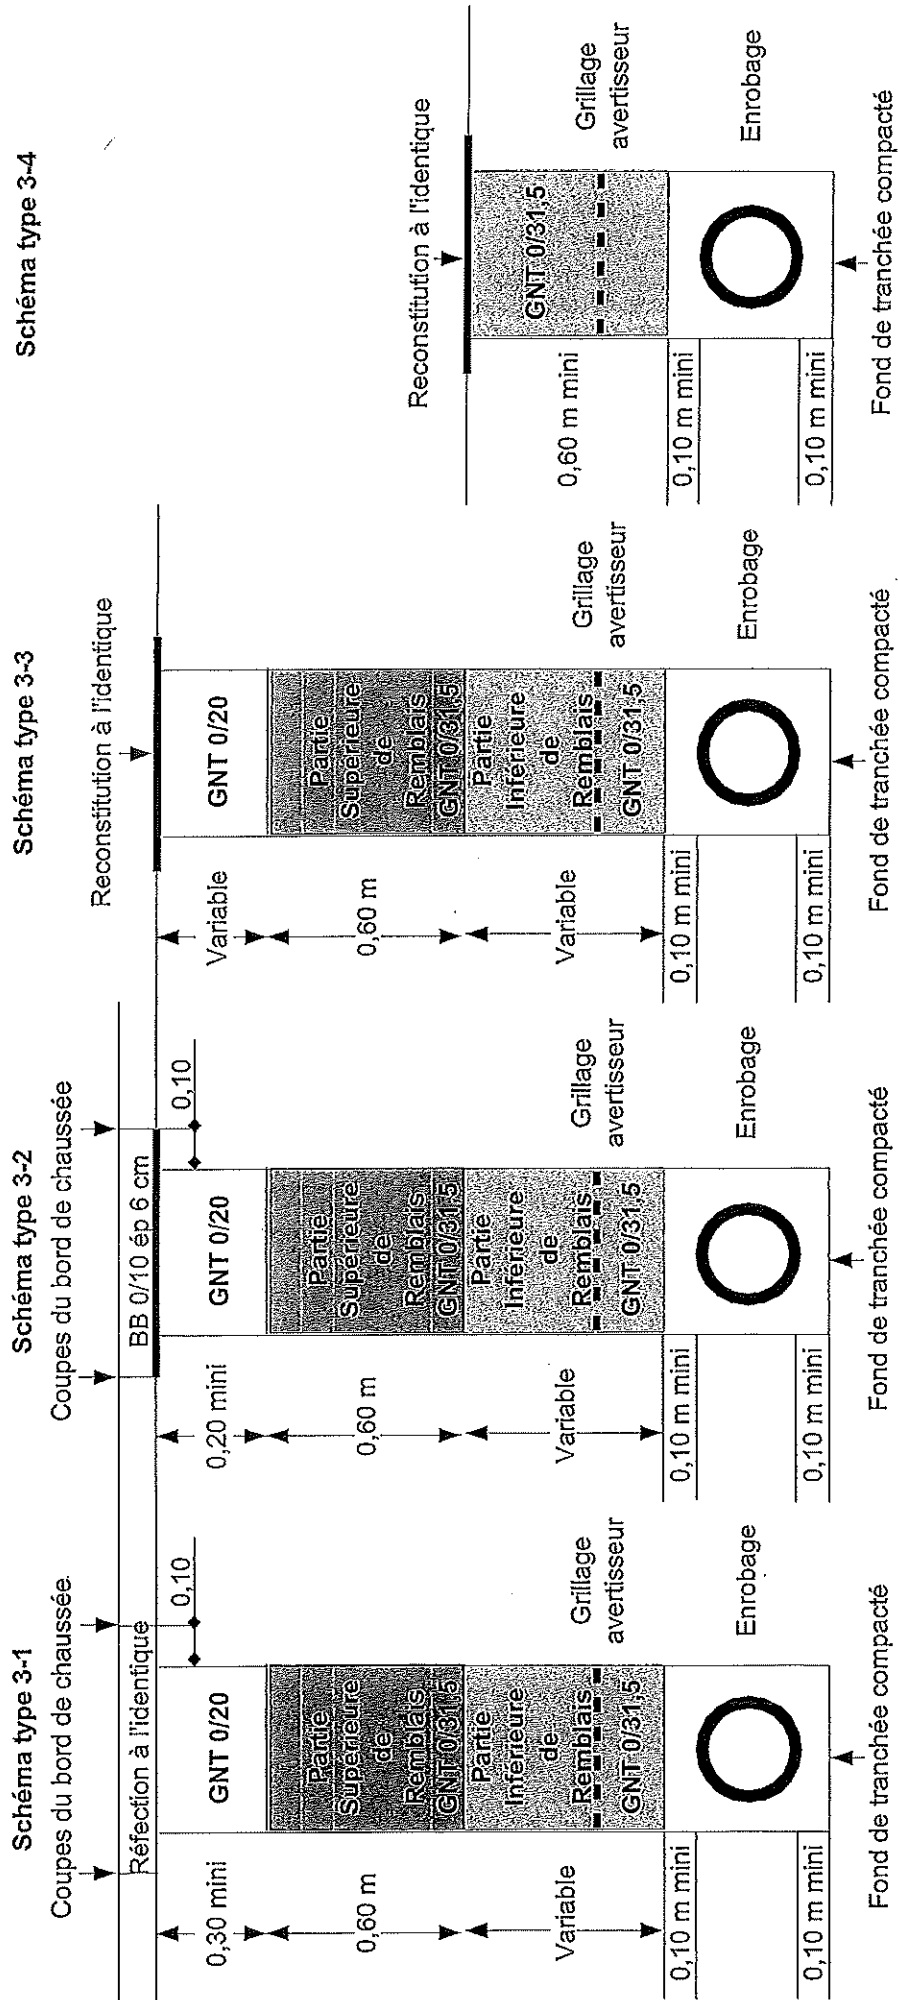 Schéma type 3-1
Coupes du bord de chaussée.
Réfection à l'identique
0,10
GNT 0/20
0,30 mini
Partie
Supérieure
de
Remblais
GNT 0/31,5
0,60 m
Partie
Inférieure
de
Remblais
GNT 0/31,5
Variable
Grillage
avertisseur
0,10 m mini
Enrobage
0,10 m mini
Fond de tranchée compacté
Schéma type 3-2
Coupes du bord de chaussée
BB 0/10 ép 6 cm
0,10
GNT 0/20
0,20 mini
Partie
Supérieure
de
Remblais
GNT 0/31,5
0,60 m
Partie
Inférieure
de
Remblais
GNT 0/31,5
Variable
Grillage
avertisseur
0,10 m mini
Enrobage
0,10 m mini
Fond de tranchée compacté
Schéma type 3-3
Reconstitution à l'identique
GNT 0/20
Variable
Partie
Supérieure
de
Remblais
GNT 0/31,5
0,60 m
Partie
Inférieure
de
Remblais
GNT 0/31,5
Variable
Grillage
avertisseur
0,10 m mini
Enrobage
0,10 m mini
Fond de tranchée compacté
Schéma type 3-4
Reconstitution à l'identique
GNT 0/31,5
0,60 m mini
Grillage
avertisseur
0,10 m mini
Enrobage
0,10 m mini
Fond de tranchée compacté